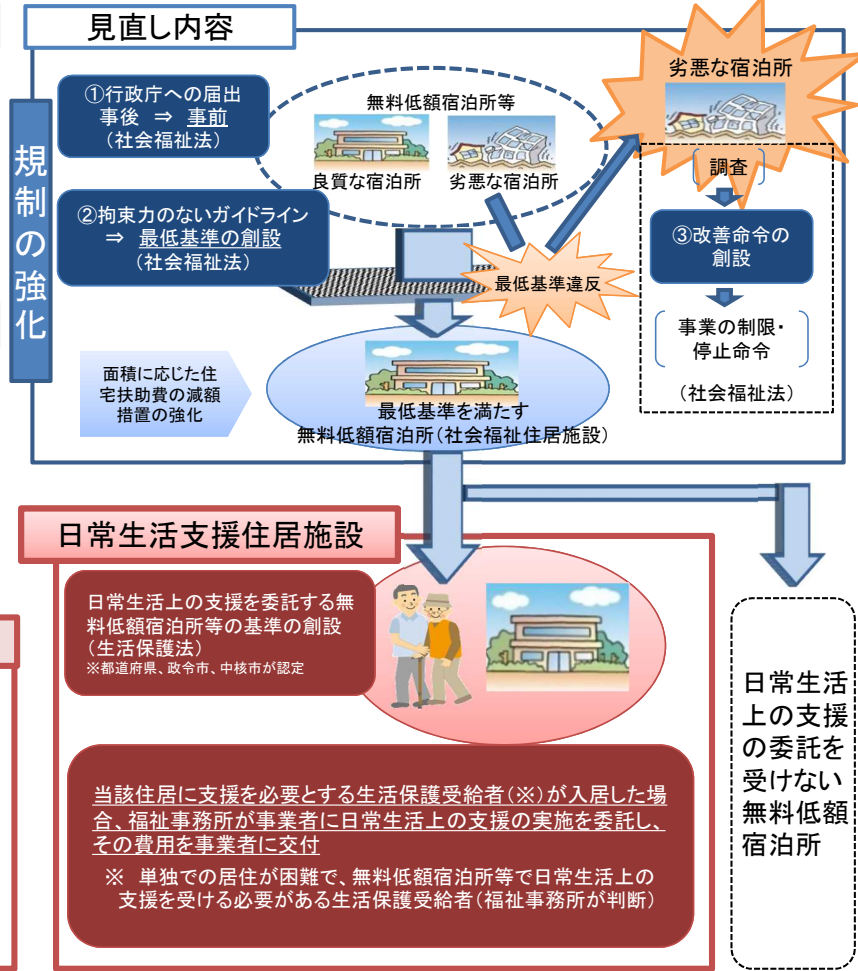 見直し内容
規制の強化
①行政庁への届出
事後 ⇒ 事前
(社会福祉法)
②拘束力のないガイドライン
⇒ 最低基準の創設
(社会福祉法)
無料低額宿泊所等
良質な宿泊所
劣悪な宿泊所
最低基準違反
劣悪な宿泊所
調査
③改善命令の
創設
事業の制限・
停止命令
(社会福祉法)
面積に応じた住
宅扶助費の減額
措置の強化
最低基準を満たす
無料低額宿泊所(社会福祉住居施設)
日常生活支援住居施設
日常生活上の支援を委託する無
料低額宿泊所等の基準の創設
(生活保護法)
※都道府県、政令市、中核市が認定
当該住居に支援を必要とする生活保護受給者(※)が入居した場
合、福祉事務所が事業者に日常生活上の支援の実施を委託し、
その費用を事業者に交付
※ 単独での居住が困難で、無料低額宿泊所等で日常生活上の
支援を受ける必要がある生活保護受給者(福祉事務所が判断)
日常生活
上の支援
の委託を
受けない
無料低額
宿泊所